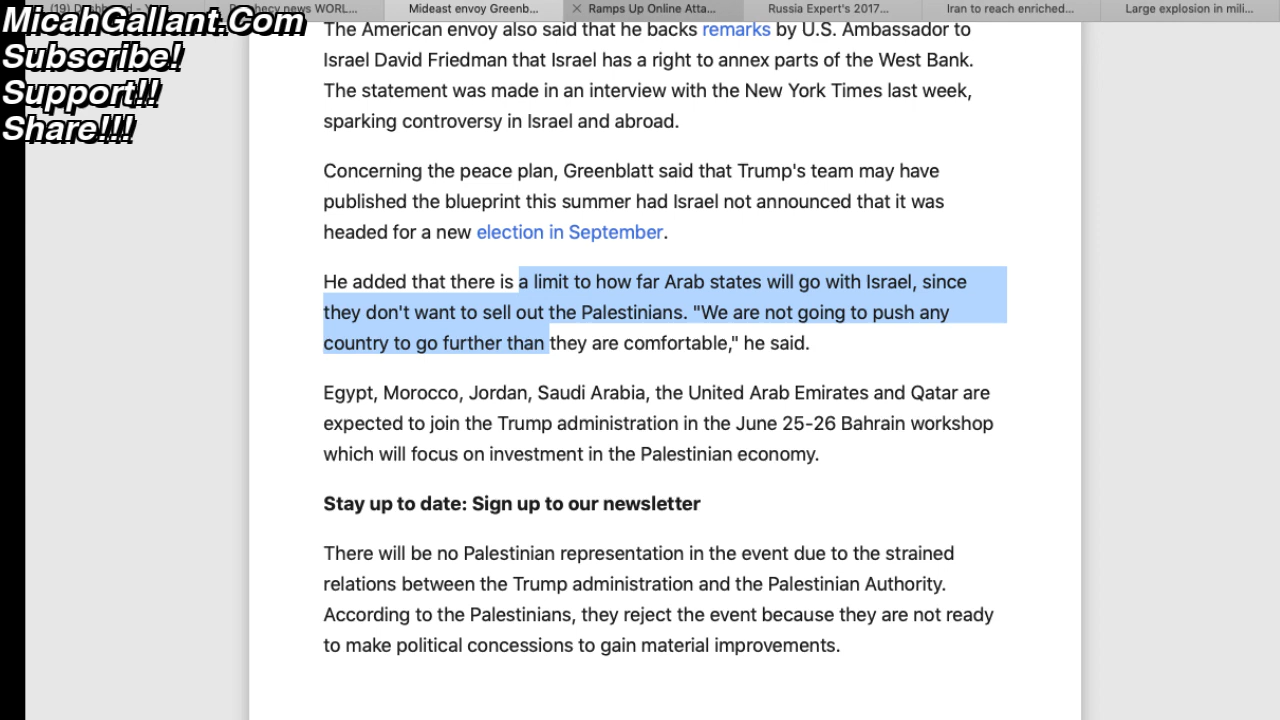 MicahGallant.Com
Subscribe!
Support!!
Share!!!
(19)
hecy news WORL...
Mideast envoy Greenb...
Ramps Up Online Atta...
Russia Expert's 2017...
Iran to reach enriched...
Large explosion in mili...
The American envoy also said that he backs remarks by U.S. Ambassador to
Israel David Friedman that Israel has a right to annex parts of the West Bank.
The statement was made in an interview with the New York Times last week,
sparking controversy in Israel and abroad.
Concerning the peace plan, Greenblatt said that Trump's team may have
published the blueprint this summer had Israel not announced that it was
headed for a new election in September.
He added that there is a limit to how far Arab states will go with Israel, since
they don't want to sell out the Palestinians. "We are not going to push any
country to go further than they are comfortable," he said.
Egypt, Morocco, Jordan, Saudi Arabia, the United Arab Emirates and Qatar are
expected to join the Trump administration in the June 25-26 Bahrain workshop
which will focus on investment in the Palestinian economy.
Stay up to date: Sign up to our newsletter
There will be no Palestinian representation in the event due to the strained
relations between the Trump administration and the Palestinian Authority.
According to the Palestinians, they reject the event because they are not ready
to make political concessions to gain material improvements.